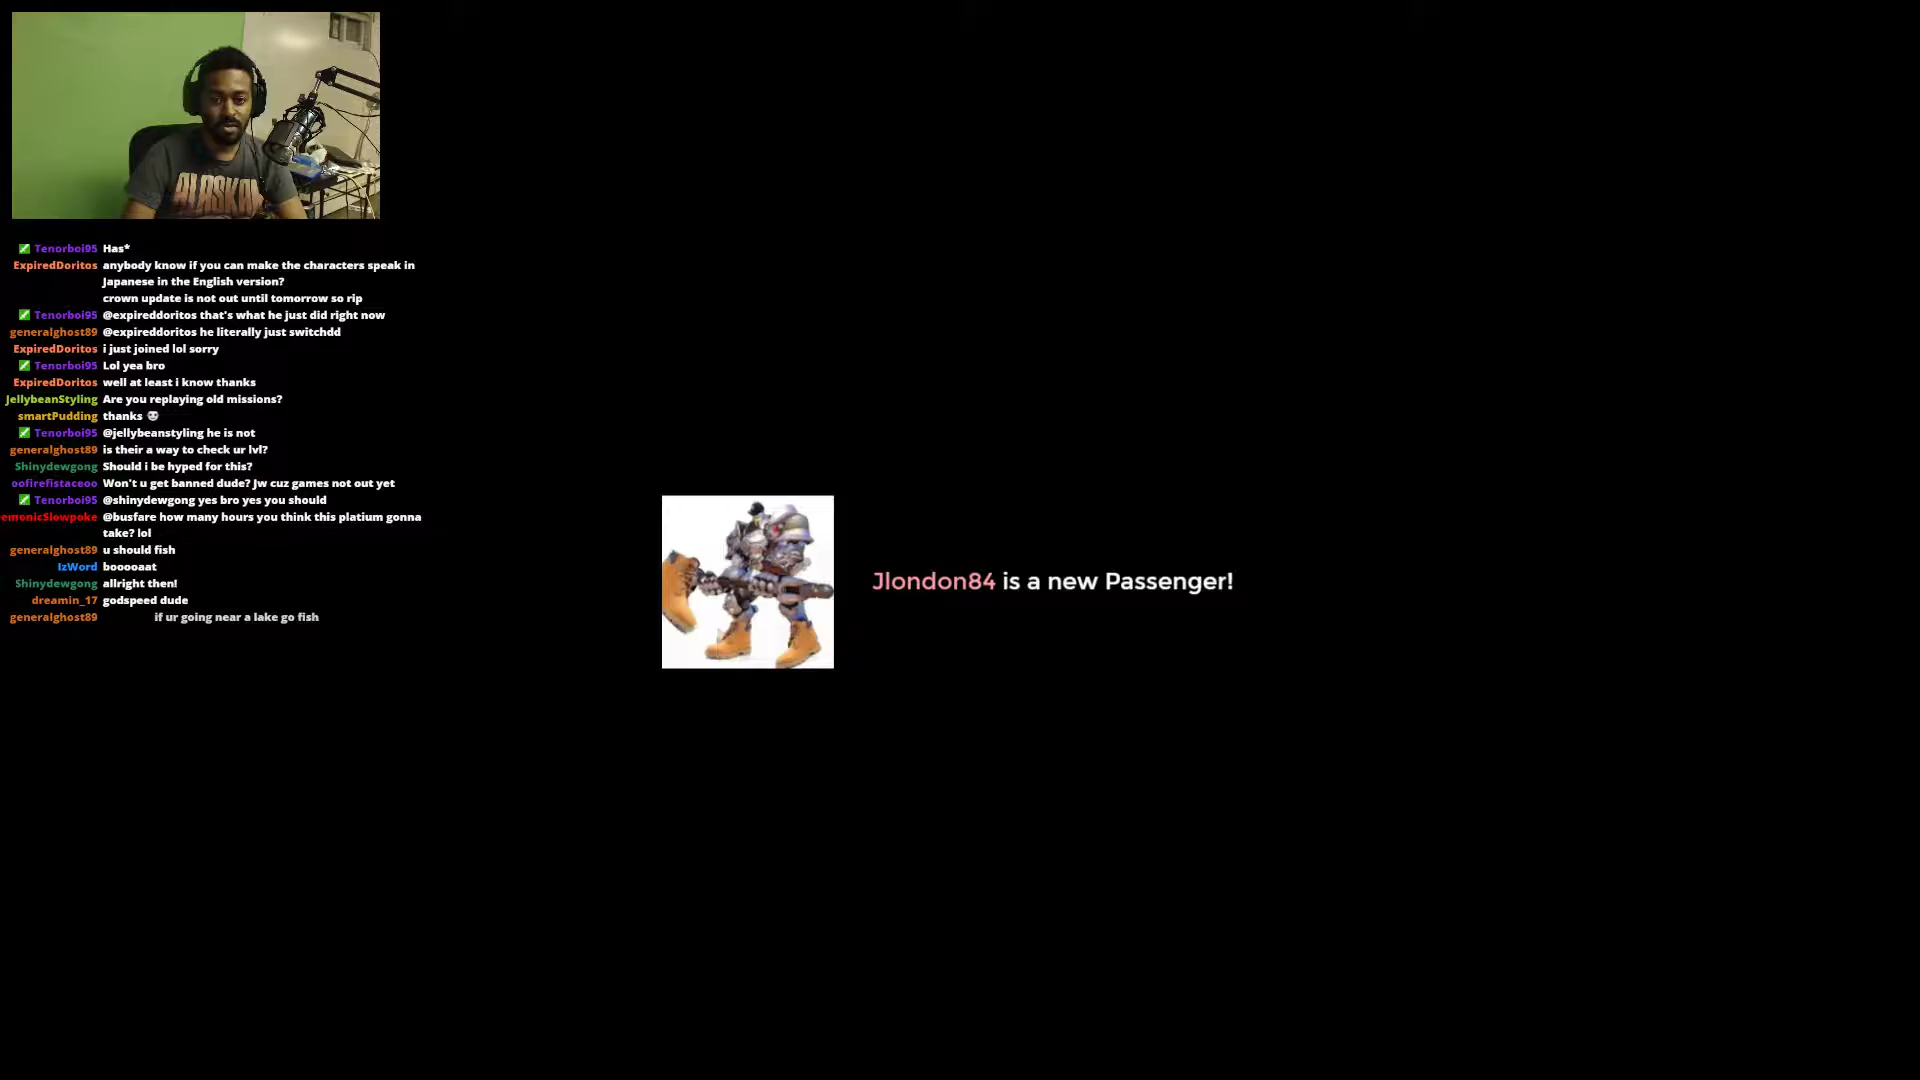 ALASKAN
Tenorboi95 Has*
ExpiredDoritos anybody know if you can make the characters speak in
Japanese in the English version?
crown update is not out until tomorrow so rip
Tenorboi95 @expireddoritos that's what he just did right now
generalghost89 @expireddoritos he literally just switchdd
ExpiredDoritos i just joined lol sorry
Tenorboi95 Lol yea bro
ExpiredDoritos well at least i know thanks
JellybeanStyling Are you replaying old missions?
smartPudding thanks
Tenorboi95 @jellybeanstyling he is not
generalghost89 is their a way to check ur lvl?
Shinydewgong Should i be hyped for this?
oofirefistaceoo Won't u get banned dude? Jw cuz games not out yet
Tenorboi95 @shinydewgong yes bro yes you should
emonicSlowpoke @busfare how many hours you think this platium gonna
take? lol
generalghost89 u should fish
IzWord booooaat
Shinydewgong allright then!
dreamin_17 godspeed dude
generalghost89 if ur going near a lake go fish
Jlondon84 is a new Passenger!